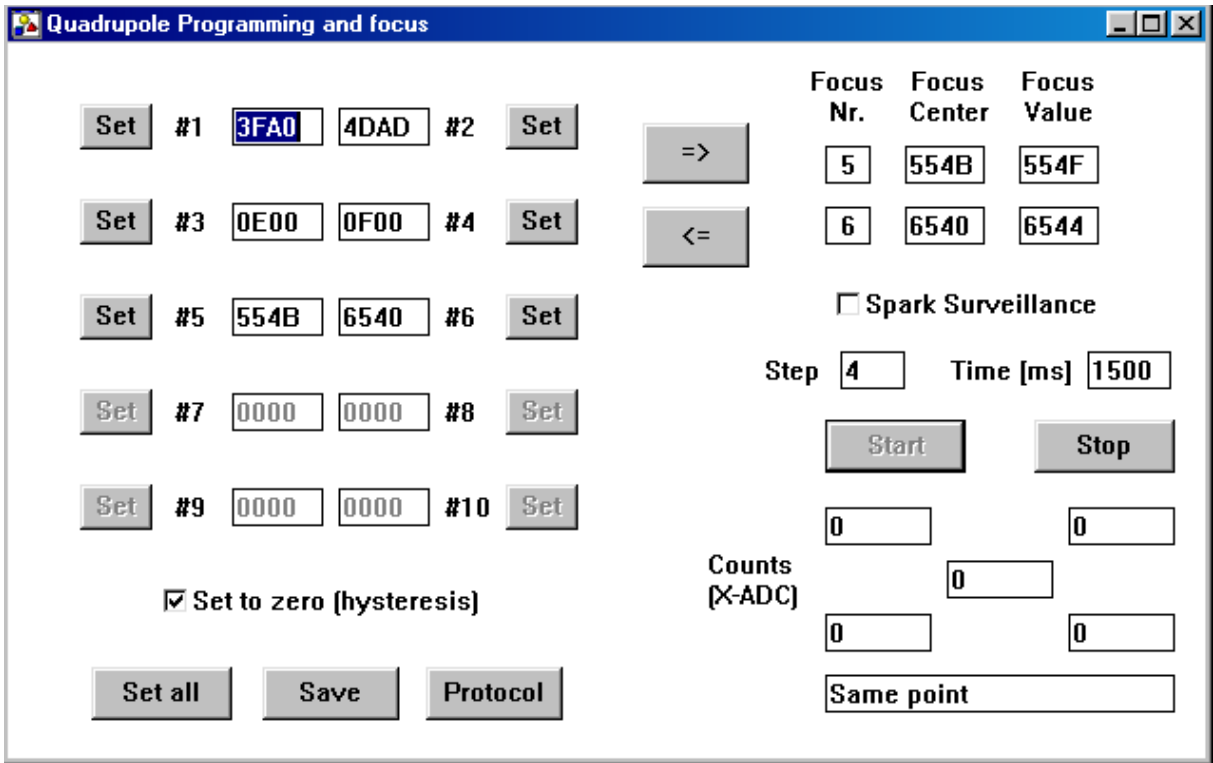 Quadrupole Programming and focus
Focus Focus Focus
Nr. Center Value
Set #1 3FA0 4DAD #2 Set
=>
5 554B 554F
Set #3 0E00 0F00 #4 Set
<=
6 6540 6544
Spark Surveillance
Set #5 554B 6540 #6 Set
Step 4 Time [ms] 1500
Set #7 0000 0000 #8 Set
Start Stop
Set #9 0000 0000 #10 Set
0 0
Counts
(X-ADC)
0
Set to zero (hysteresis)
0 0
Set all Save Protocol
Same point